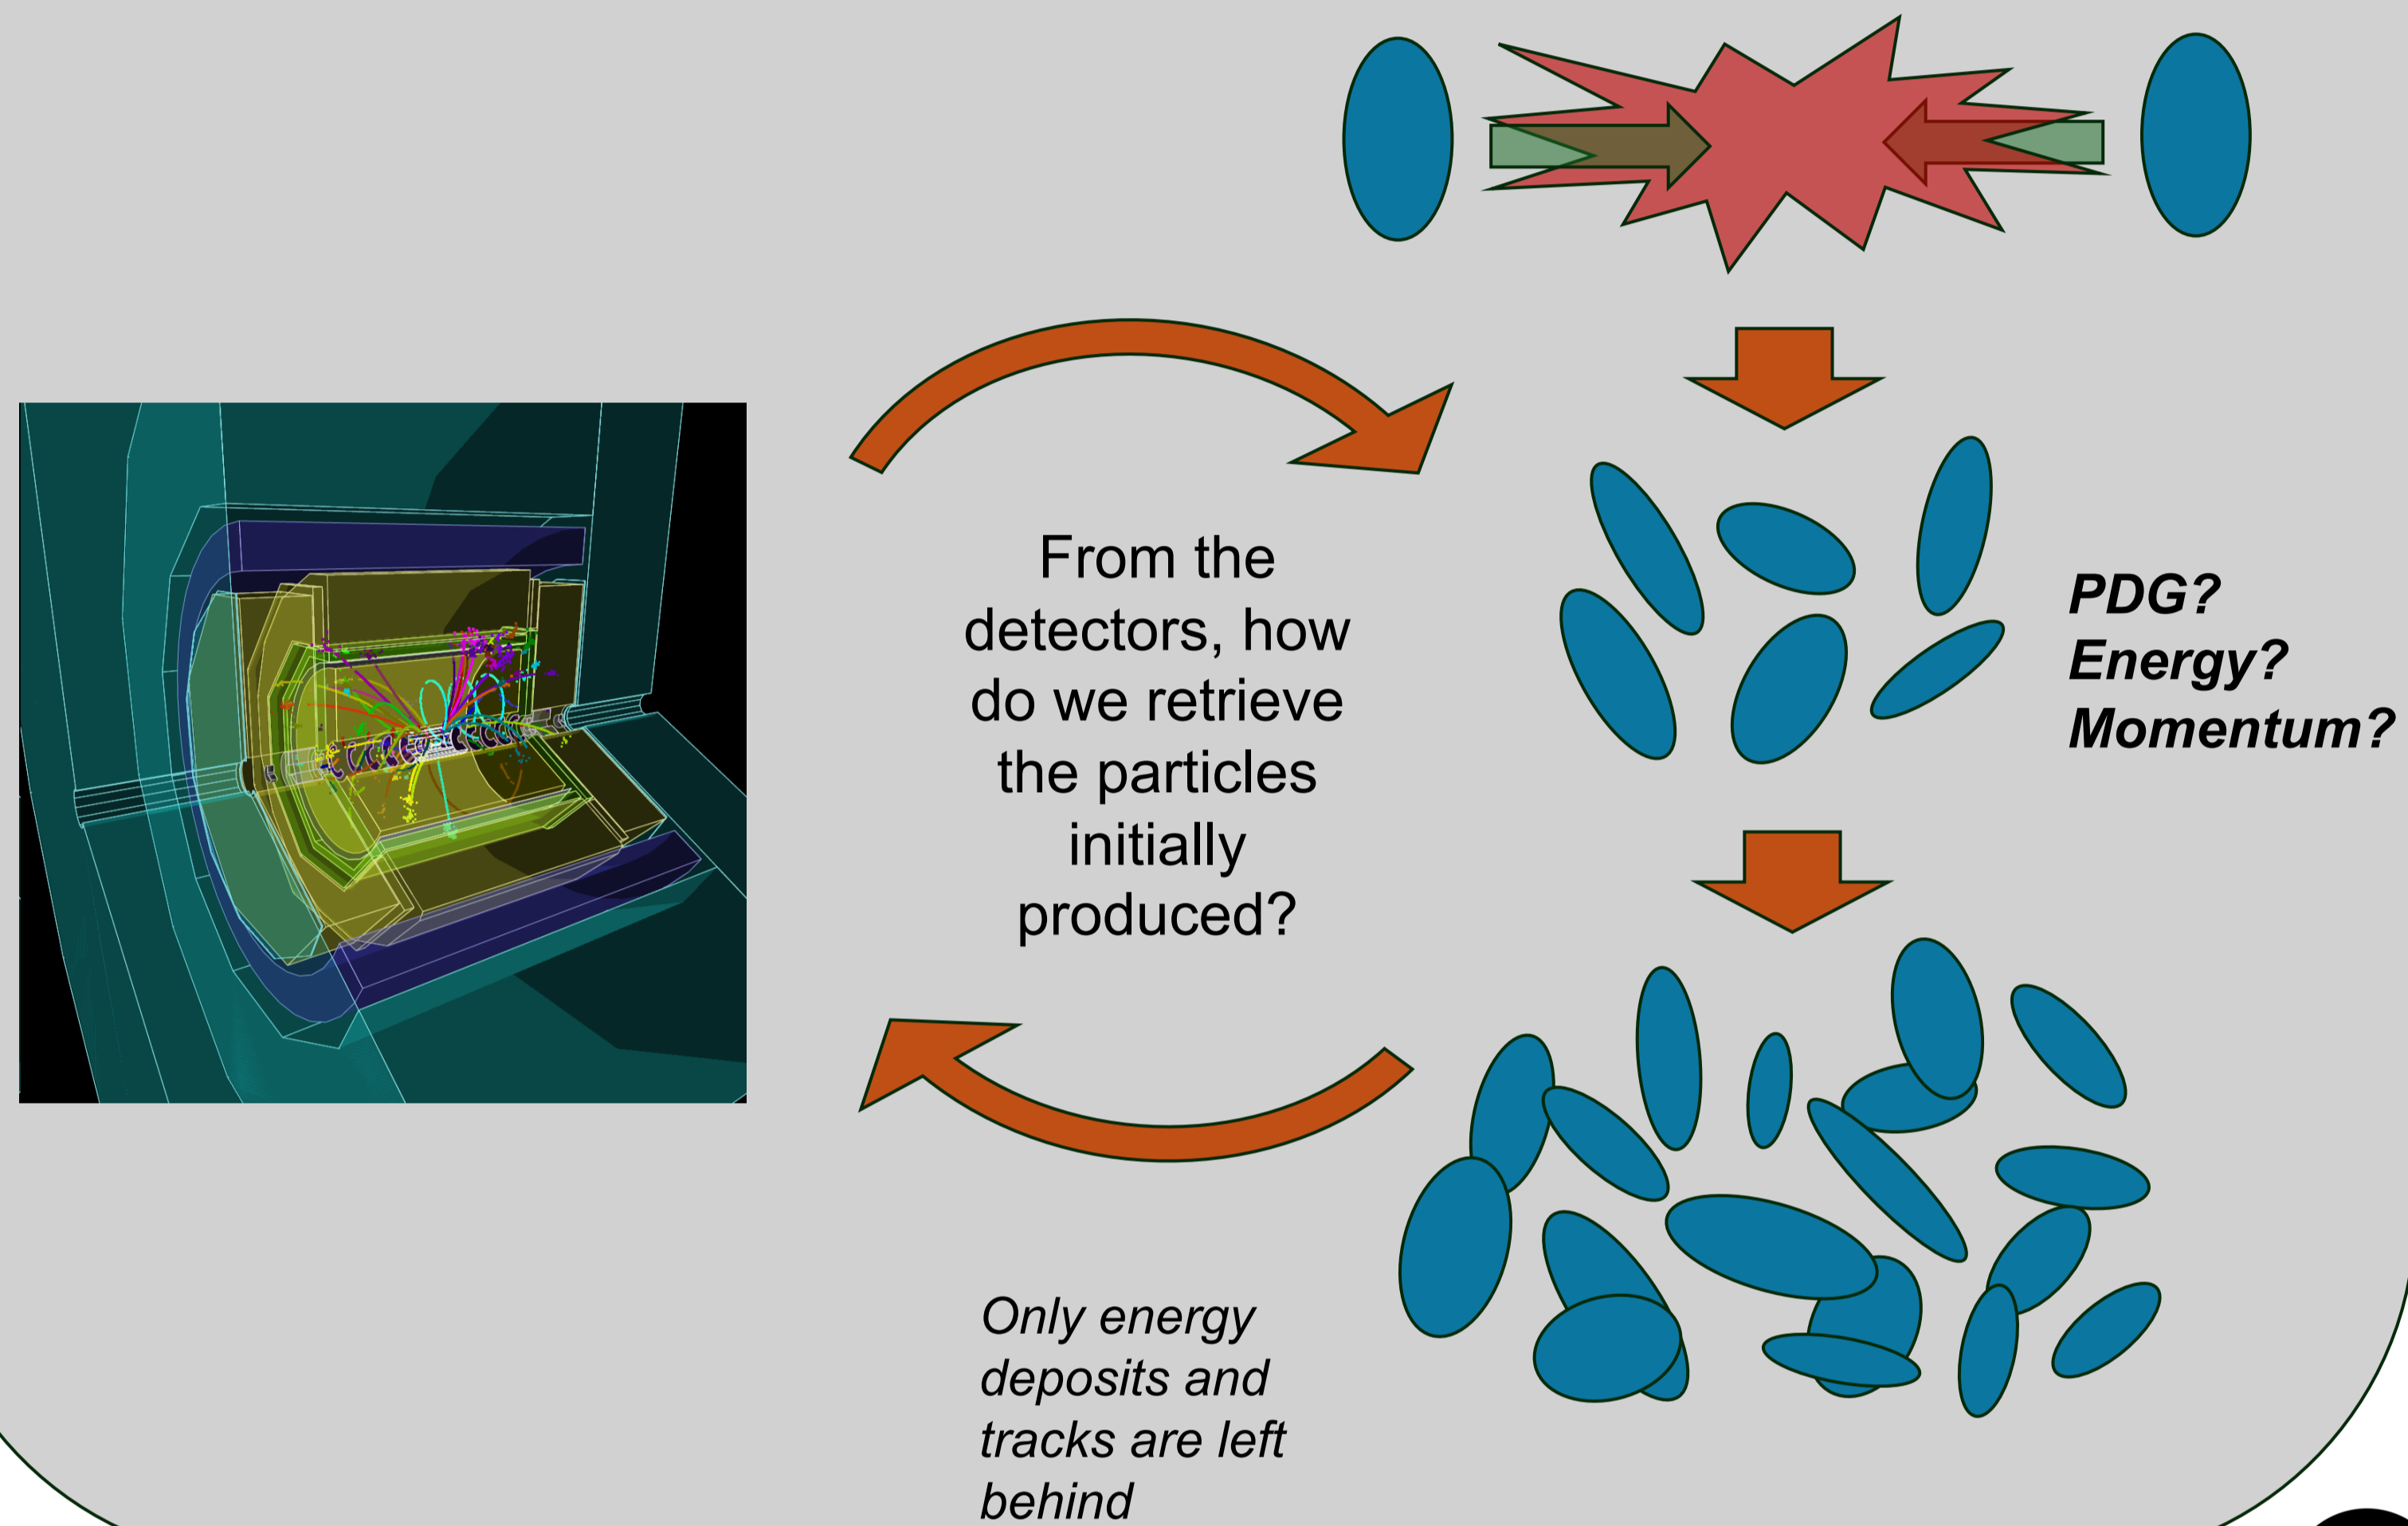 From the
detectors, how
do we retrieve
the particles
initially
produced?
PDG?
Energy?
Momentum?
Only energy
deposits and
tracks are left
behind